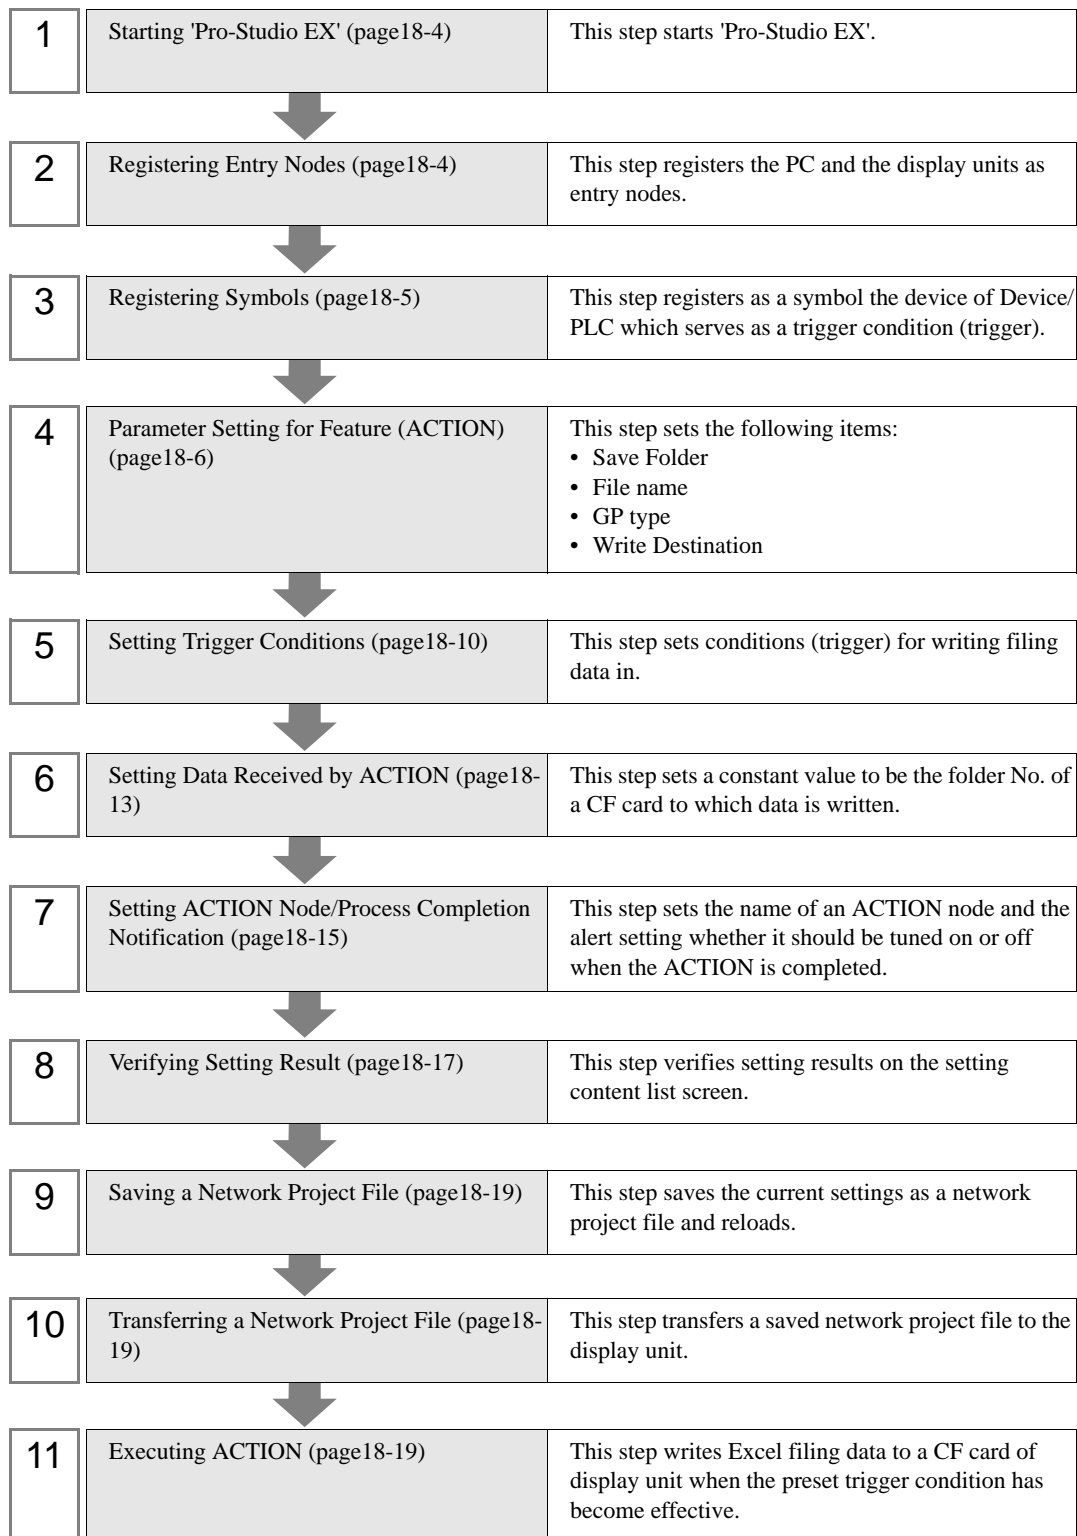 1
Starting 'Pro-Studio EX' (page18-4)
This step starts 'Pro-Studio EX'.
2
Registering Entry Nodes (page18-4)
This step registers the PC and the display units as
entry nodes.
3
Registering Symbols (page18-5)
This step registers as a symbol the device of Device/
PLC which serves as a trigger condition (trigger).
4
Parameter Setting for Feature (ACTION)
(page18-6)
This step sets the following items:
• Save Folder
• File name
• GP type
• Write Destination
5
Setting Trigger Conditions (page18-10)
This step sets conditions (trigger) for writing filing
data in.
6
Setting Data Received by ACTION (page18-
13)
This step sets a constant value to be the folder No. of
a CF card to which data is written.
7
Setting ACTION Node/Process Completion
Notification (page18-15)
This step sets the name of an ACTION node and the
alert setting whether it should be tuned on or off
when the ACTION is completed.
8
Verifying Setting Result (page18-17)
This step verifies setting results on the setting
content list screen.
9
Saving a Network Project File (page18-19)
This step saves the current settings as a network
project file and reloads.
10
Transferring a Network Project File (page18-
19)
This step transfers a saved network project file to the
display unit.
11
Executing ACTION (page18-19)
This step writes Excel filing data to a CF card of
display unit when the preset trigger condition has
become effective.